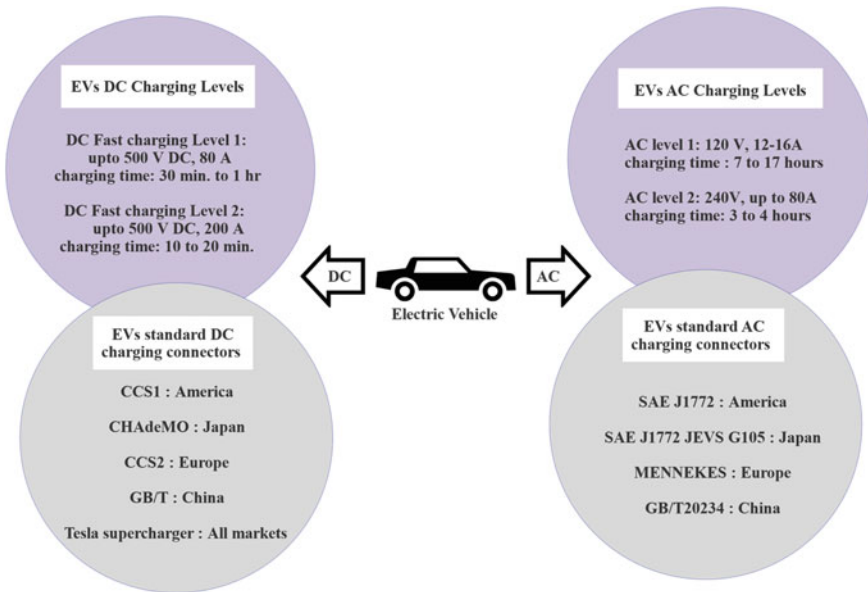 EVs DC Charging Levels
DC Fast charging Level 1:
upto 500 V DC, 80 A
charging time: 30 min. to 1 hr
DC Fast charging Level 2:
upto 500 V DC, 200 A
charging time: 10 to 20 min.
EVs standard DC
charging connectors
CCS1 : America
CHAdeMO : Japan
CCS2 : Europe
GB/T : China
Tesla supercharger : All markets
DC
AC
Electric Vehicle
EVs AC Charging Levels
AC level 1: 120 V, 12-16A
charging time : 7 to 17 hours
AC level 2: 240V, up to 80A
charging time: 3 to 4 hours
EVs standard AC
charging connectors
SAE J1772 : America
SAE J1772 JEVS G105 : Japan
MENNEKES : Europe
GB/T20234 : China